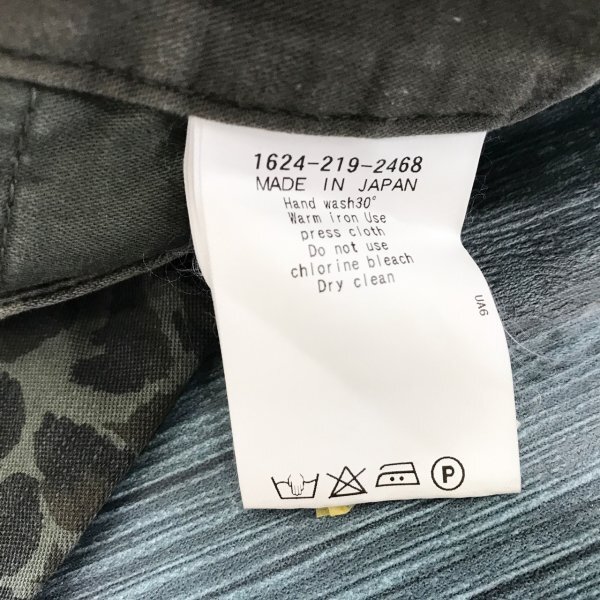 1624-219-2468
MADE IN JAPAN
Hand wash30°
Warm iron Use
press cloth
Do not use
chlorine bleach
Dry clean
UA6
P